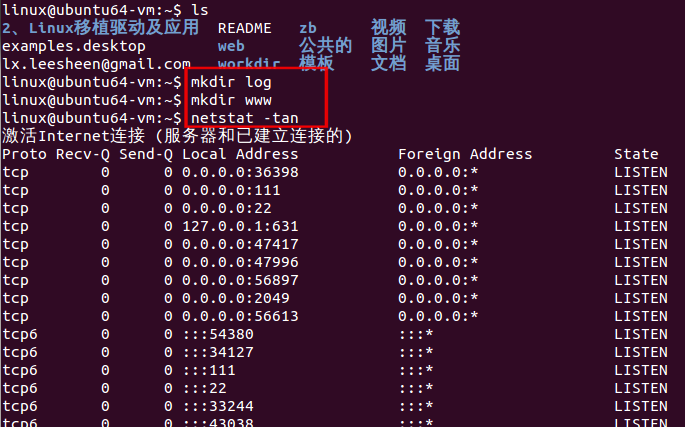 linux@ubuntu64-vm:~$ ls
2、Linux移植驱动及应用 README zb 视频 下载
examples.desktop web 公共的 图片 音乐
lx.leesheen@gmail.com workdir 模板 文档 桌面
linux@ubuntu64-vm:~$ mkdir log
linux@ubuntu64-vm:~$ mkdir www
linux@ubuntu64-vm:~$ netstat -tan
激活Internet连接 (服务器和已建立连接的)
Proto Recv-Q Send-Q Local Address Foreign Address State
tcp 0 0 0.0.0.0:36398 0.0.0.0:* LISTEN
tcp 0 0 0.0.0.0:111 0.0.0.0:* LISTEN
tcp 0 0 0.0.0.0:22 0.0.0.0:* LISTEN
tcp 0 0 127.0.0.1:631 0.0.0.0:* LISTEN
tcp 0 0 0.0.0.0:47417 0.0.0.0:* LISTEN
tcp 0 0 0.0.0.0:47996 0.0.0.0:* LISTEN
tcp 0 0 0.0.0.0:56897 0.0.0.0:* LISTEN
tcp 0 0 0.0.0.0:2049 0.0.0.0:* LISTEN
tcp 0 0 0.0.0.0:56613 0.0.0.0:* LISTEN
tcp6 0 0 :::54380 :::* LISTEN
tcp6 0 0 :::34127 :::* LISTEN
tcp6 0 0 :::111 :::* LISTEN
tcp6 0 0 :::22 :::* LISTEN
tcp6 0 0 :::33244 :::* LISTEN
tcp6 0 0 :::43038 :::* LISTEN